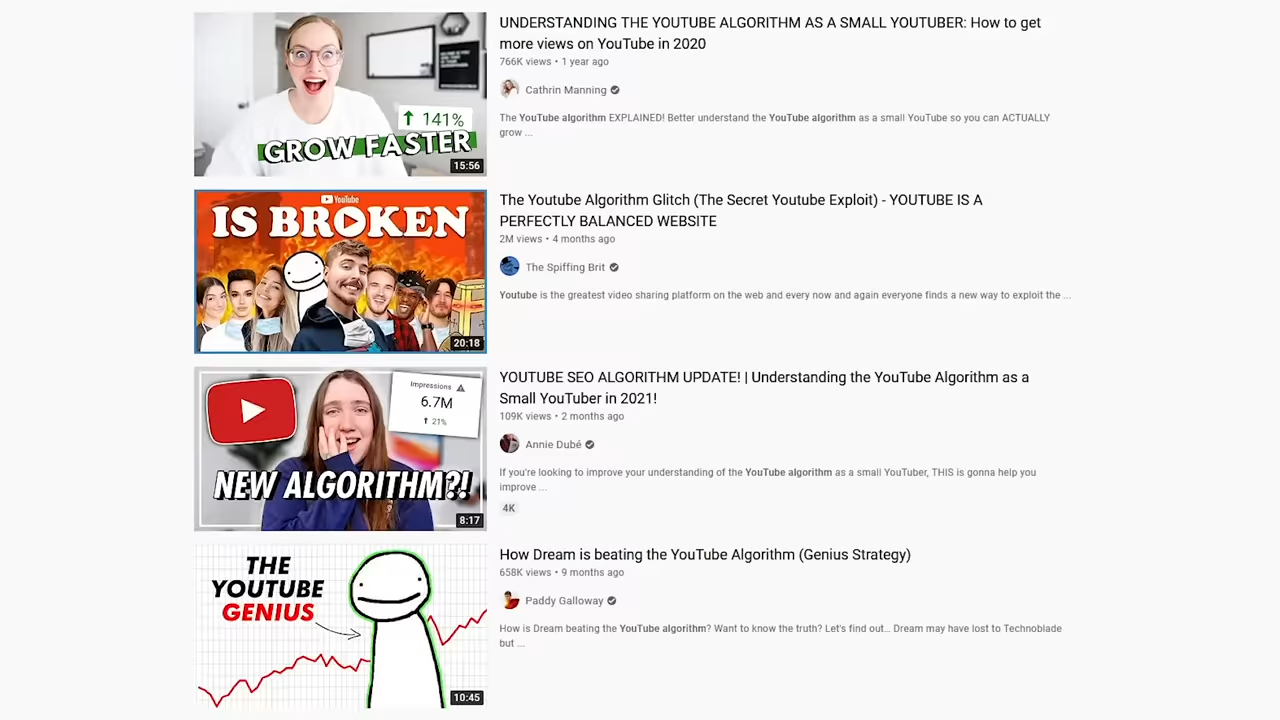 UNDERSTANDING THE YOUTUBE ALGORITHM AS A SMALL YOUTUBER: How to get
more views on YouTube in 2020
766K views • 1 year ago
Cathrin Manning
The YouTube algorithm EXPLAINED! Better understand the YouTube algorithm as a small YouTube so you can ACTUALLY
grow ...
141%
GROW FASTER
15:56
The Youtube Algorithm Glitch (The Secret Youtube Exploit) - YOUTUBE IS A
PERFECTLY BALANCED WEBSITE
2M views • 4 months ago
The Spiffing Brit
Youtube is the greatest video sharing platform on the web and every now and again everyone finds a new way to exploit the ...
YouTube
IS BROKEN
20:18
YOUTUBE SEO ALGORITHM UPDATE! | Understanding the YouTube Algorithm as a
Small YouTuber in 2021!
109K views • 2 months ago
Annie Dubé
If you're looking to improve your understanding of the YouTube algorithm as a small YouTuber, THIS is gonna help you
improve ...
4K
Impressions
6.7M
21%
NEW ALGORITHM?!
8:17
How Dream is beating the YouTube Algorithm (Genius Strategy)
658K views • 9 months ago
Paddy Galloway
How is Dream beating the YouTube algorithm? Want to know the truth? Let's find out... Dream may have lost to Technoblade
but ...
THE
YOUTUBE
GENIUS
10:45